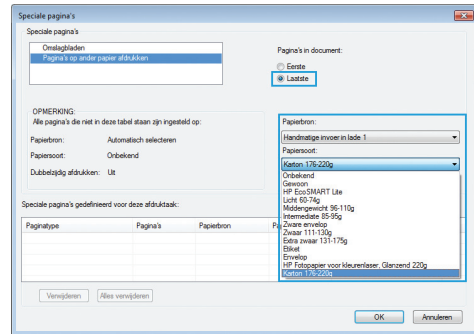 Speciale pagina's
Speciale pagina's
Omslagbladen
Pagina's op ander papier afdrukken
Pagina's in document:
Eerste
Laatste
OPMERKING:
Alle pagina's die niet in deze tabel staan zijn ingesteld op:
Papierbron: Automatisch selecteren
Papiersoort: Onbekend
Dubbelzijdig afdrukken: Uit
Papierbron:
Handmatige invoer in lade 1
Papiersoort:
Karton 176-220g
Onbekend
Gewoon
HP EcoSMART Lite
Licht 60-74g
Middengewicht 96-110g
Intermediate 85-95g
Zware envelop
Zwaar 111-130g
Extra zwaar 131-175g
Etiket
Envelop
HP Fotopapier voor kleurenlaser, Glanzend 220g
Karton 176-220g
Speciale pagina's gedefinieerd voor deze afdruktaak:
Paginatype Pagina's Papierbron
Verwijderen Alles verwijderen
OK Annuleren